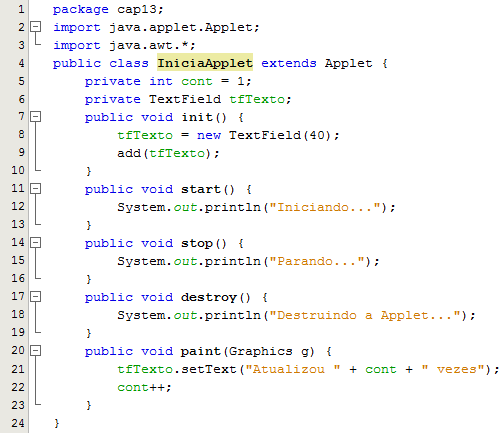 1 package cap13;
2 import java.applet.Applet;
3 import java.awt.*;
4 public class IniciaApplet extends Applet {
5     private int cont = 1;
6     private TextField tfTexto;
7     public void init() {
8         tfTexto = new TextField(40);
9         add(tfTexto);
10     }
11     public void start() {
12         System.out.println("Iniciando...");
13     }
14     public void stop() {
15         System.out.println("Parando...");
16     }
17     public void destroy() {
18         System.out.println("Destruindo a Applet...");
19     }
20     public void paint(Graphics g) {
21         tfTexto.setText("Atualizou " + cont + " vezes");
22         cont++;
23     }
24 }